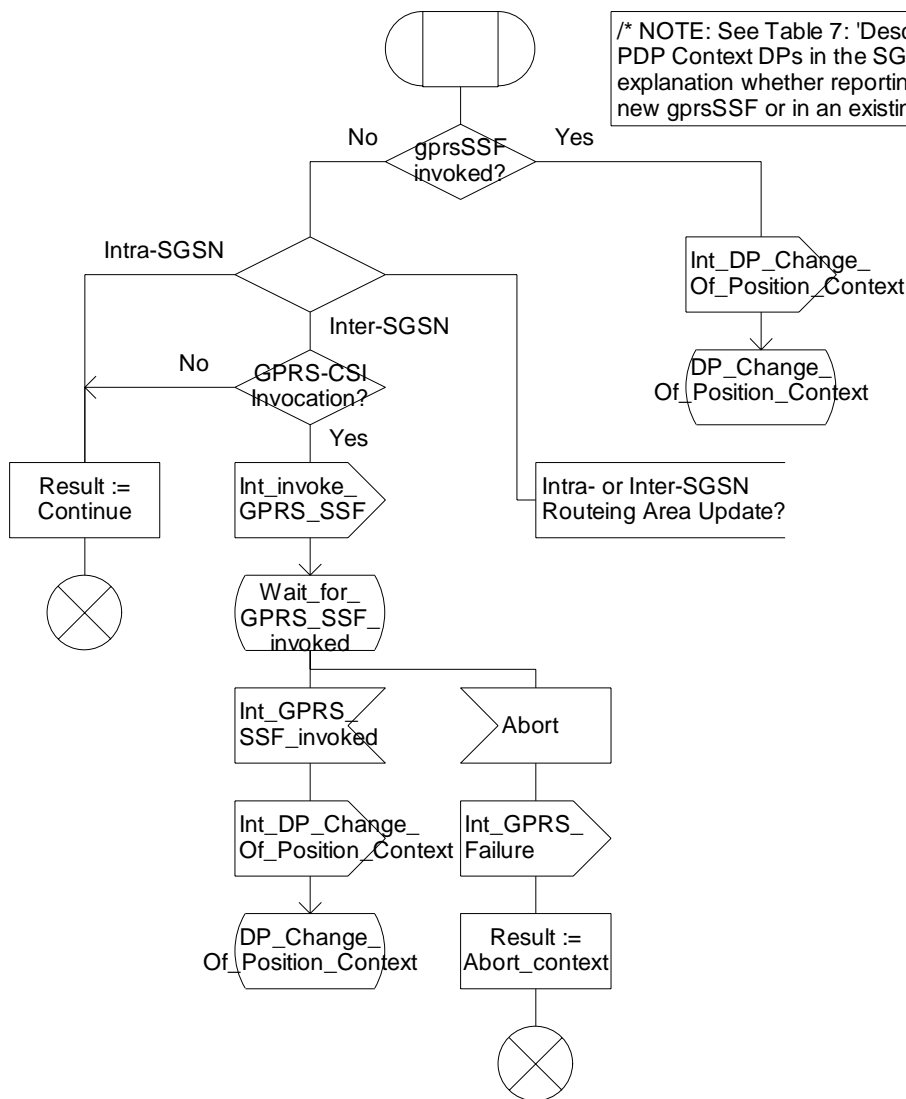 /* NOTE: See Table 7: 'Desc
PDP Context DPs in the SG
explanation whether reporting
new gprsSSF or in an existin
No
gprsSSF
invoked?
Yes
Intra-SGSN
Int_DP_Change_
Of_Position_Context
Inter-SGSN
No
GPRS-CSI
Invocation?
DP_Change_
Of_Position_Context
Yes
Result :=
Continue
Int_invoke_
GPRS_SSF
Intra- or Inter-SGSN
Routeing Area Update?
Wait_for_
GPRS_SSF_
invoked
Int_GPRS_
SSF_invoked
Abort
Int_DP_Change_
Of_Position_Context
Int_GPRS_
Failure
DP_Change_
Of_Position_Context
Result :=
Abort_context